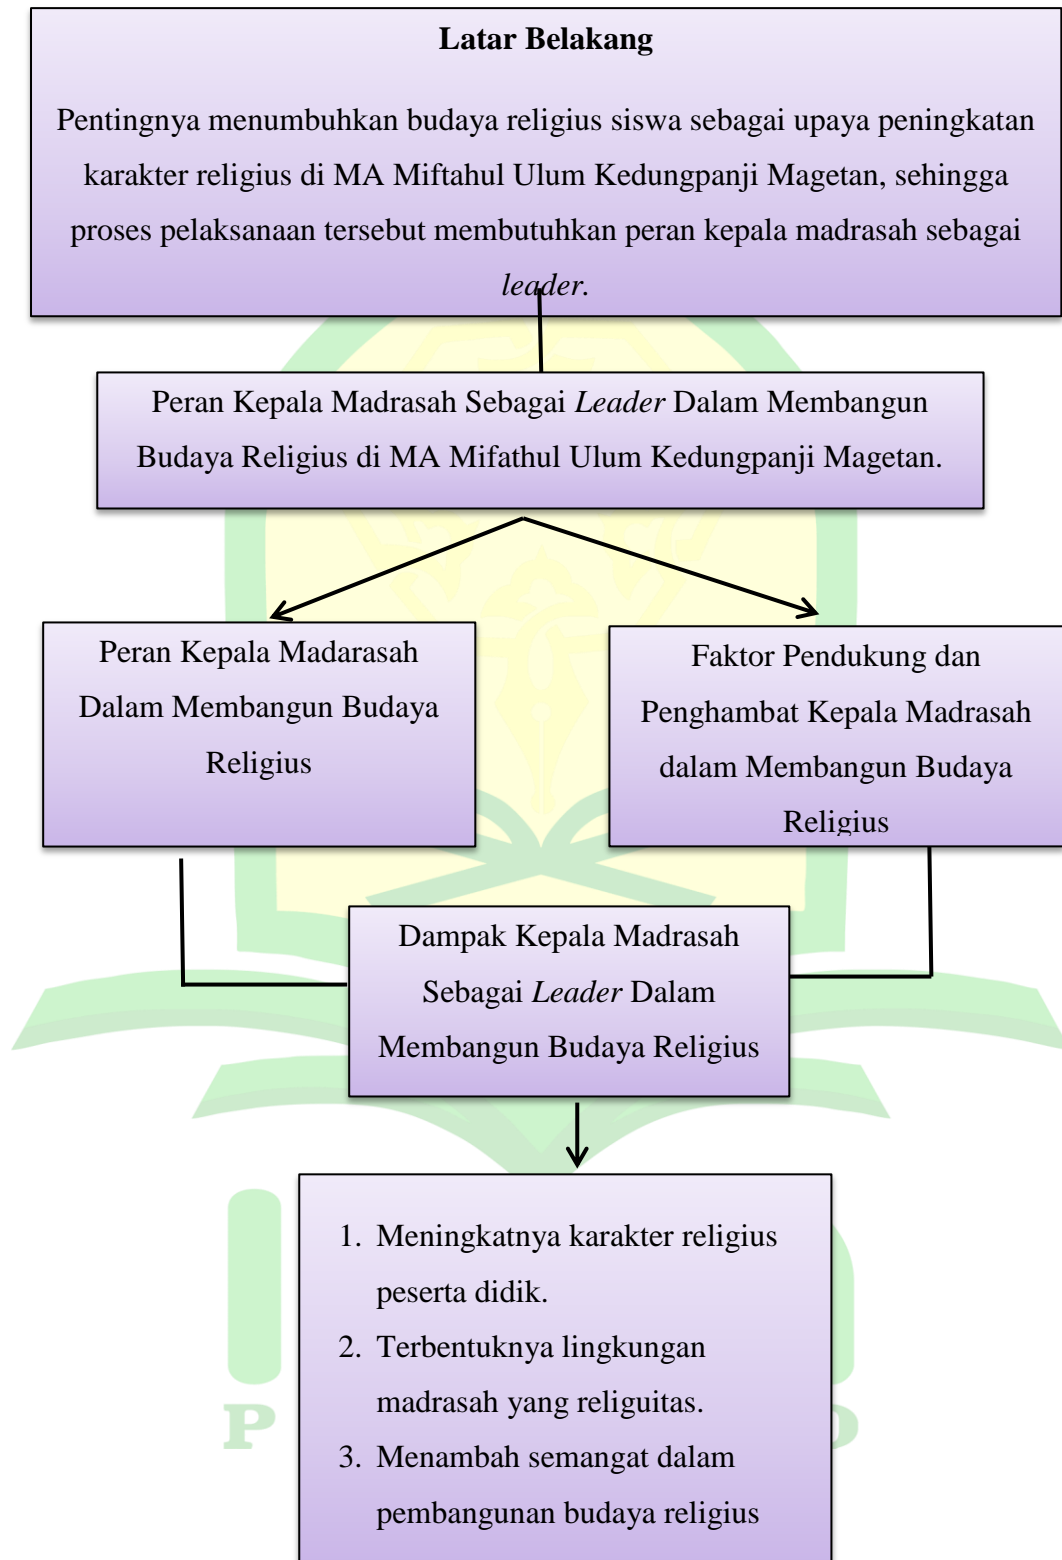 Latar Belakang
Pentingnya menumbuhkan budaya religius siswa sebagai upaya peningkatan
karakter religius di MA Miftahul Ulum Kedungpanji Magetan, sehingga
proses pelaksanaan tersebut membutuhkan peran kepala madrasah sebagai
leader.
Peran Kepala Madrasah Sebagai Leader Dalam Membangun
Budaya Religius di MA Mifathul Ulum Kedungpanji Magetan.
Peran Kepala Madarasah
Dalam Membangun Budaya
Religius
Faktor Pendukung dan
Penghambat Kepala Madrasah
dalam Membangun Budaya
Religius
Dampak Kepala Madrasah
Sebagai Leader Dalam
Membangun Budaya Religius
1. Meningkatnya karakter religius
peserta didik.
2. Terbentuknya lingkungan
madrasah yang religuitas.
3. Menambah semangat dalam
pembangunan budaya religius